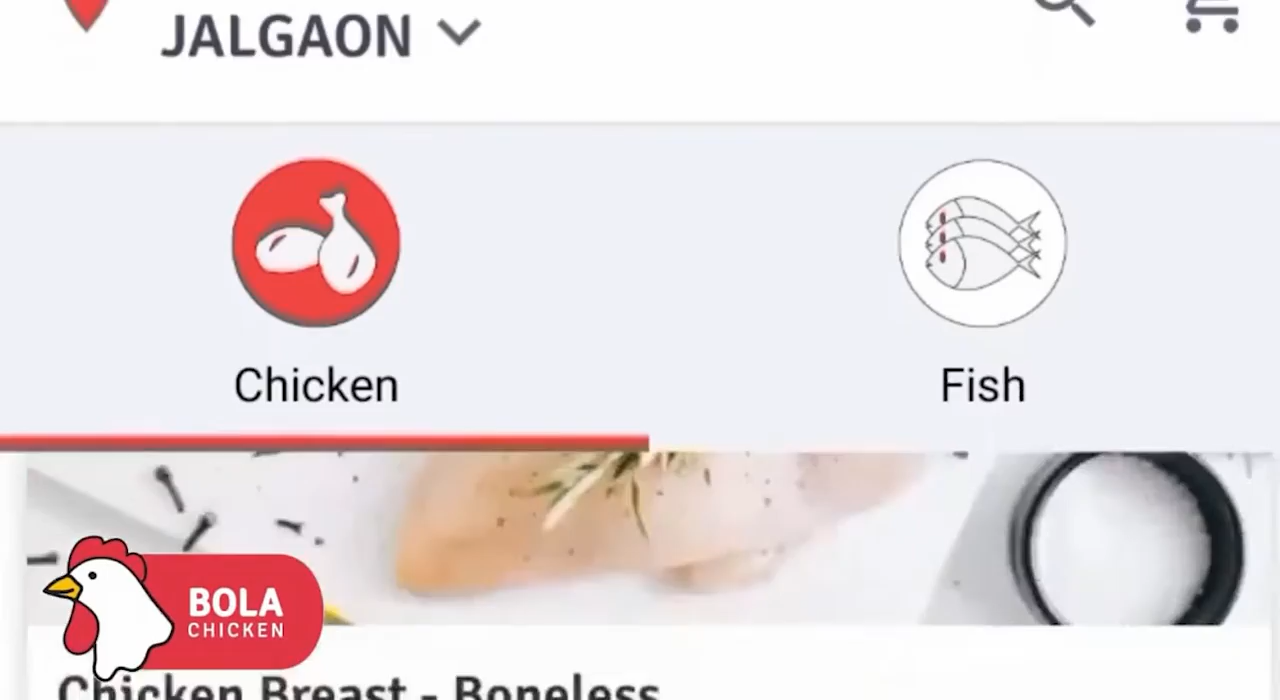 JALGAON
Chicken
Fish
BOLA
CHICKEN
Chicken Breast - Boneless